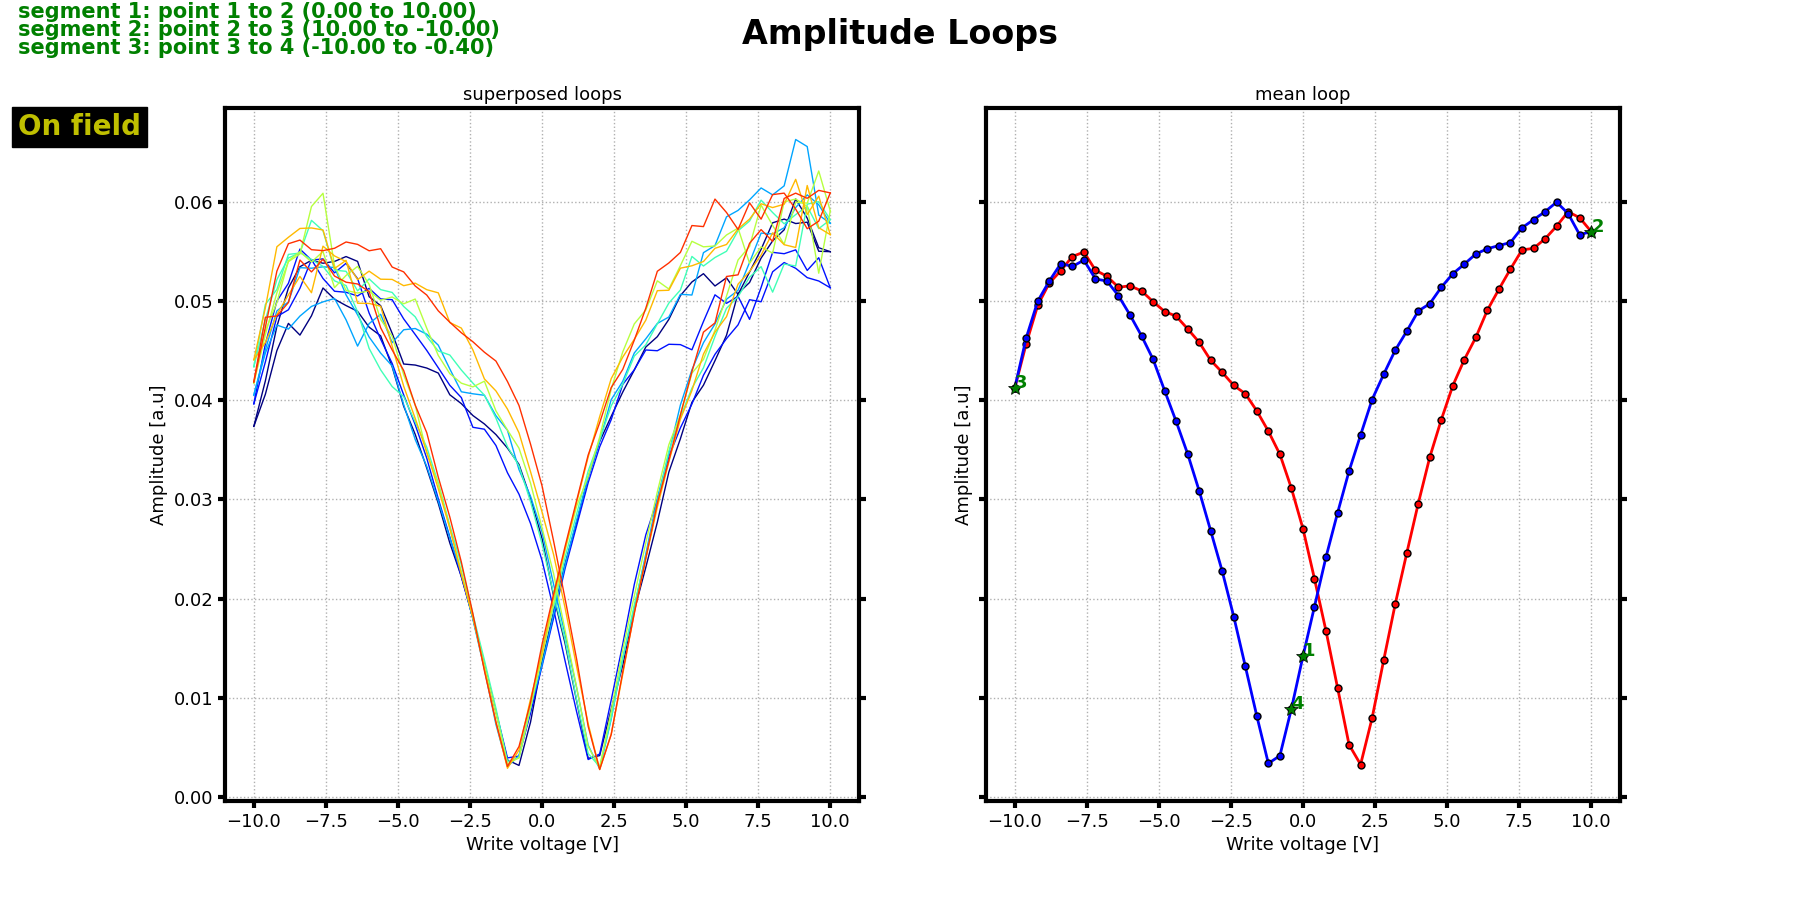 segment 1: point 1 to 2 (0.00 to 10.00)
segment 2: point 2 to 3 (10.00 to -10.00)
segment 3: point 3 to 4 (-10.00 to -0.40)
Amplitude Loops
On field
superposed loops
Amplitude [a.u]
0.06
0.05
0.04
0.03
0.02
0.01
0.00
−10.0 −7.5 −5.0 −2.5 0.0 2.5 5.0 7.5 10.0
Write voltage [V]
mean loop
Amplitude [a.u]
2
3
1
4
−10.0 −7.5 −5.0 −2.5 0.0 2.5 5.0 7.5 10.0
Write voltage [V]